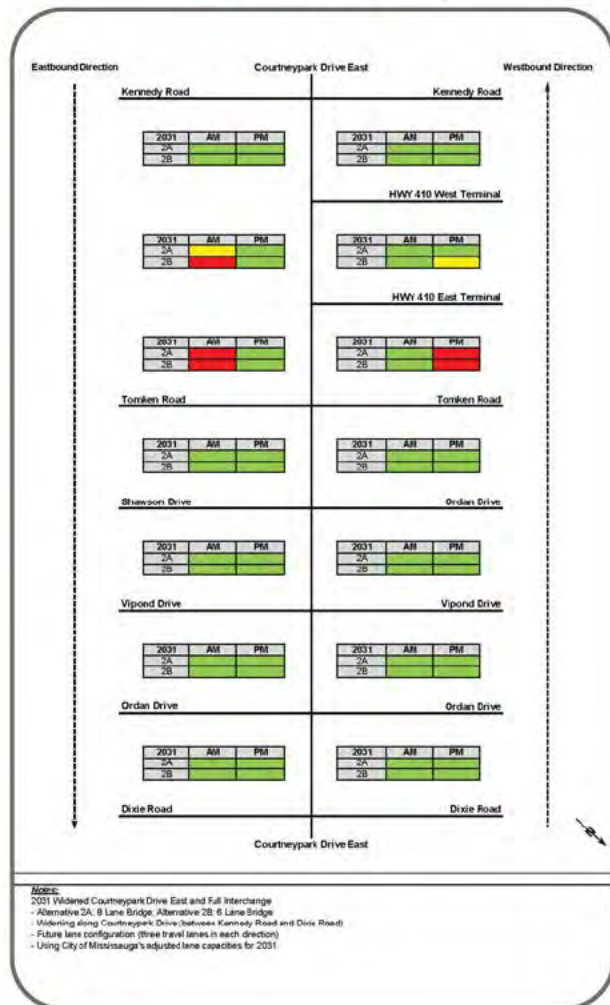 Eastbound Direction Courtneypark Drive East Westbound Direction
Kennedy Road Kennedy Road
2031 AM PM 2031 AM PM
2A 2A
2B 2B
HWY 410 West Terminal
2031 AM PM 2031 AM PM
2A 2A
2B 2B
HWY 410 East Terminal
2031 AM PM 2031 AM PM
2A 2A
2B 2B
Tomken Road Tomken Road
2031 AM PM 2031 AM PM
2A 2A
2B 2B
Shawson Drive Ordan Drive
2031 AM PM 2031 AM PM
2A 2A
2B 2B
Vipond Drive Vipond Drive
2031 AM PM 2031 AM PM
2A 2A
2B 2B
Ordan Drive Ordan Drive
2031 AM PM 2031 AM PM
2A 2A
2B 2B
Dixie Road Dixie Road
Courtneypark Drive East
N
Notes:
2031 Widened Courtneypark Drive East and Full Interchange
- Alternative 2A: 8 Lane Bridge; Alternative 2B: 6 Lane Bridge
- Widening along Courtneypark Drive (between Kennedy Road and Dixie Road)
- Future lane configuration (three travel lanes in each direction)
- Using City of Mississauga's adjusted lane capacities for 2031